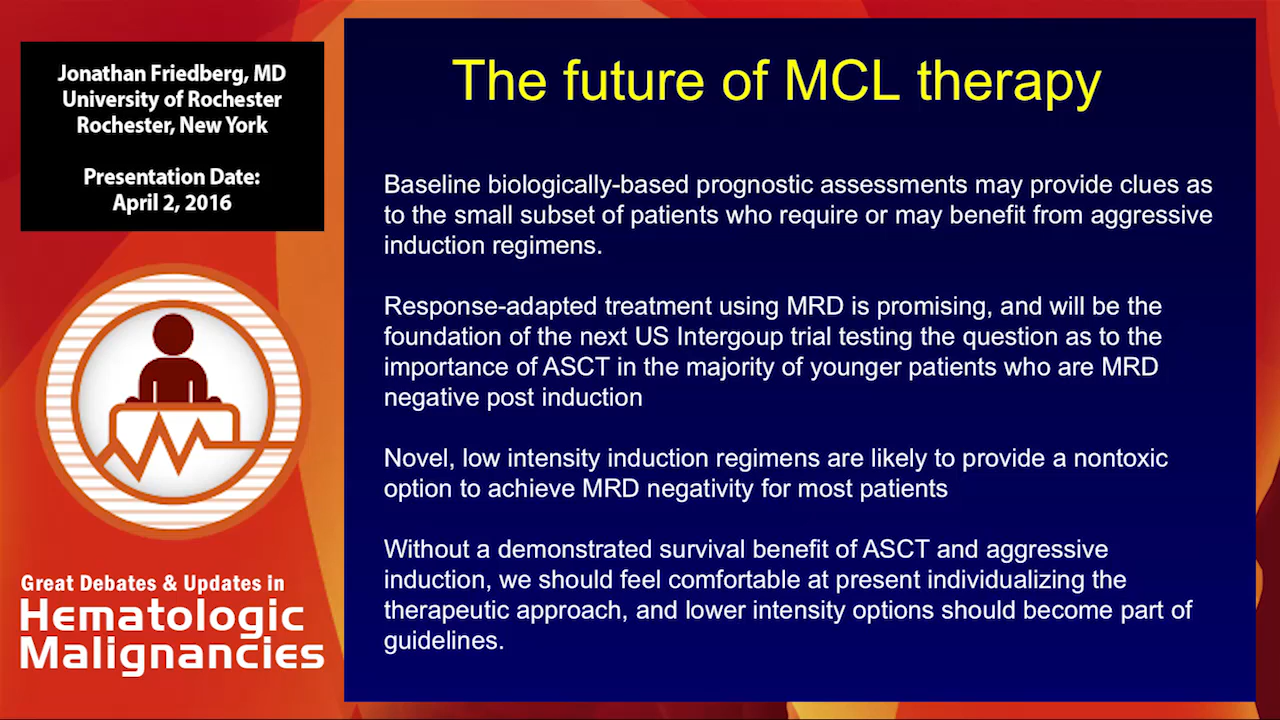 Jonathan Friedberg, MD
University of Rochester
Rochester, New York
Presentation Date:
April 2, 2016
Great Debates & Updates in
Hematologic
Malignancies
The future of MCL therapy
Baseline biologically-based prognostic assessments may provide clues as
to the small subset of patients who require or may benefit from aggressive
induction regimens.
Response-adapted treatment using MRD is promising, and will be the
foundation of the next US Intergoup trial testing the question as to the
importance of ASCT in the majority of younger patients who are MRD
negative post induction
Novel, low intensity induction regimens are likely to provide a nontoxic
option to achieve MRD negativity for most patients
Without a demonstrated survival benefit of ASCT and aggressive
induction, we should feel comfortable at present individualizing the
therapeutic approach, and lower intensity options should become part of
guidelines.